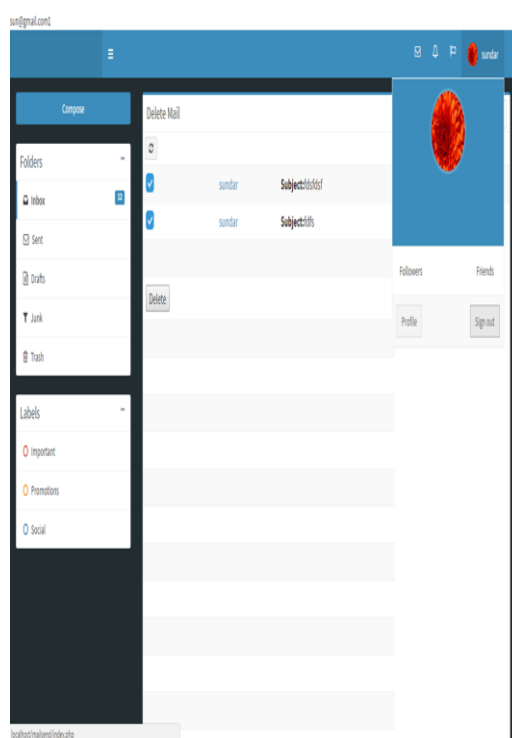 sun@gmail.com1
sundar
Compose
Folders
Inbox 12
Sent
Drafts
Junk
Trash
Labels
Important
Promotions
Social
Delete Mail
sundar Subject:fdsfdsf
sundar Subject:fdfs
Delete
Followers Friends
Profile Sign out
localhost/mailsend/index.php